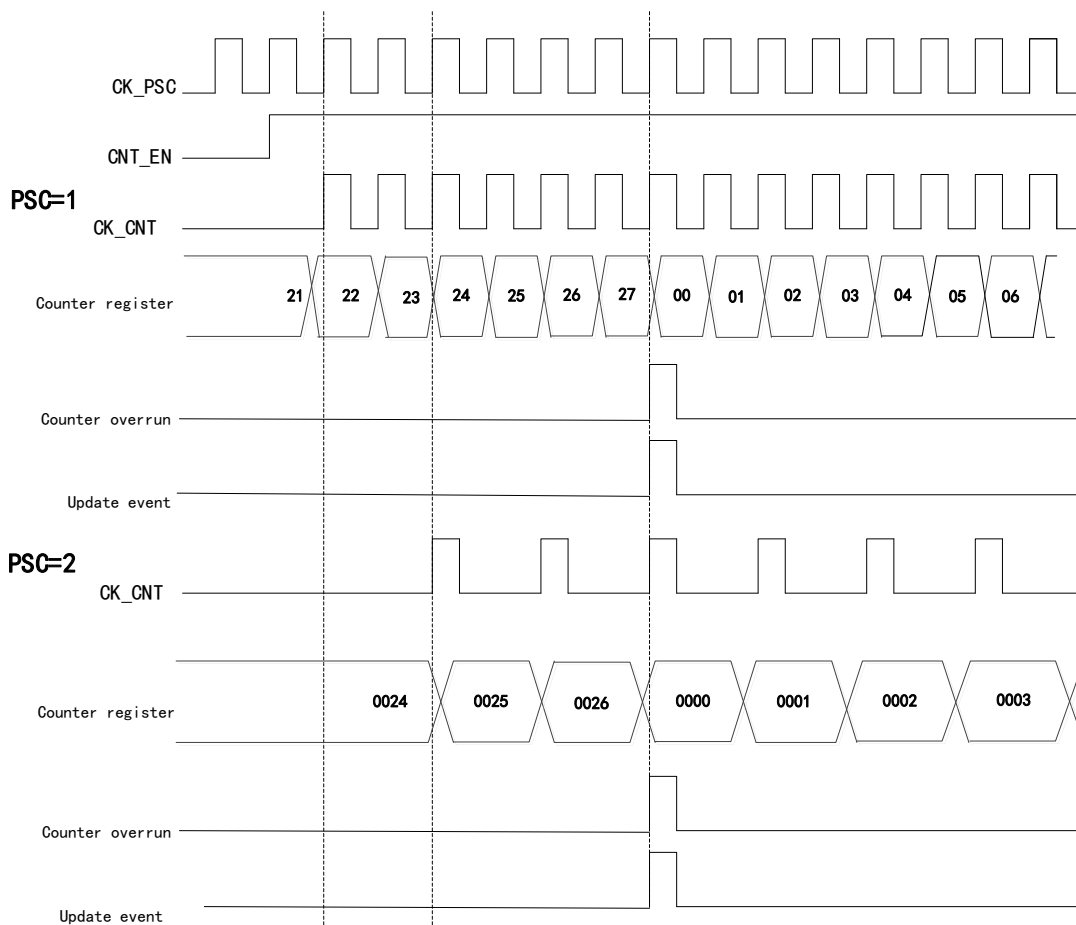 CK_PSC
CNT_EN
PSC=1
CK_CNT
Counter register 21 22 23 24 25 26 27 00 01 02 03 04 05 06
Counter overrun
Update event
PSC=2
CK_CNT
Counter register 0024 0025 0026 0000 0001 0002 0003
Counter overrun
Update event